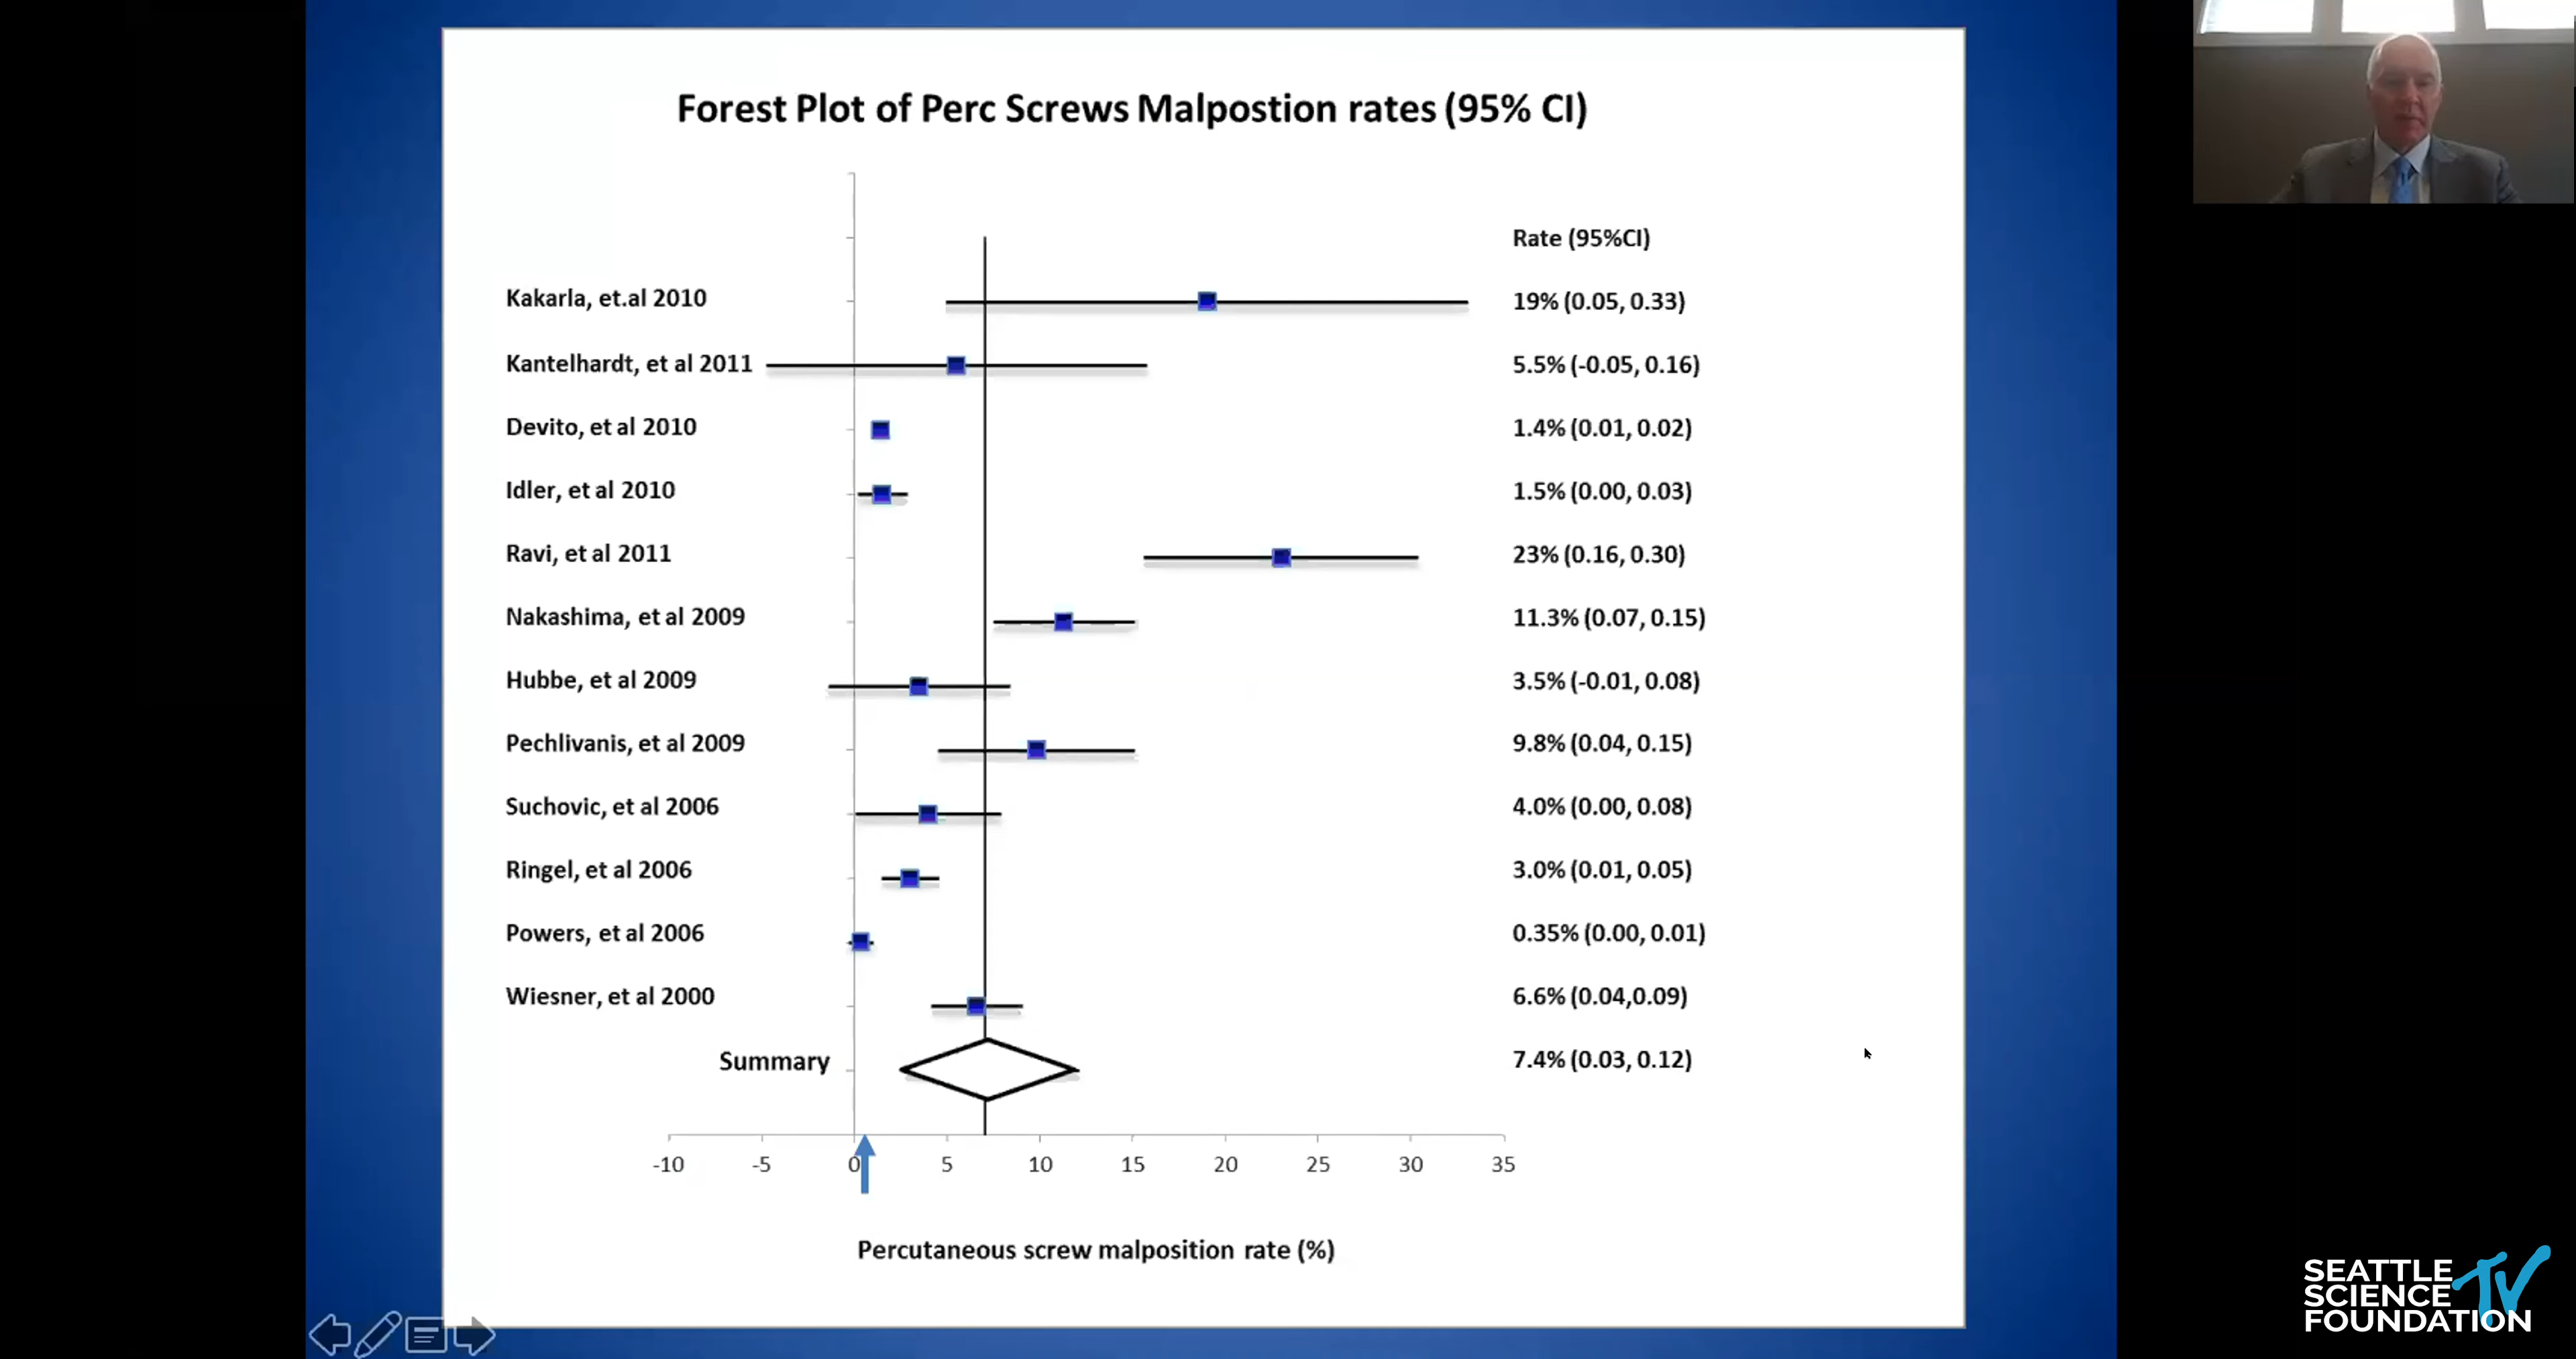 Forest Plot of Perc Screws Malpostion rates (95% CI)
Rate (95%CI)
Kakarla, et.al 2010 19% (0.05, 0.33)
Kantelhardt, et al 2011 5.5% (-0.05, 0.16)
Devito, et al 2010 1.4% (0.01, 0.02)
Idler, et al 2010 1.5% (0.00, 0.03)
Ravi, et al 2011 23% (0.16, 0.30)
Nakashima, et al 2009 11.3% (0.07, 0.15)
Hubbe, et al 2009 3.5% (-0.01, 0.08)
Pechlivanis, et al 2009 9.8% (0.04, 0.15)
Suchovic, et al 2006 4.0% (0.00, 0.08)
Ringel, et al 2006 3.0% (0.01, 0.05)
Powers, et al 2006 0.35% (0.00, 0.01)
Wiesner, et al 2000 6.6% (0.04,0.09)
Summary 7.4% (0.03, 0.12)
-10 -5 0 5 10 15 20 25 30 35
Percutaneous screw malposition rate (%)
SEATTLE
SCIENCE TV
FOUNDATION